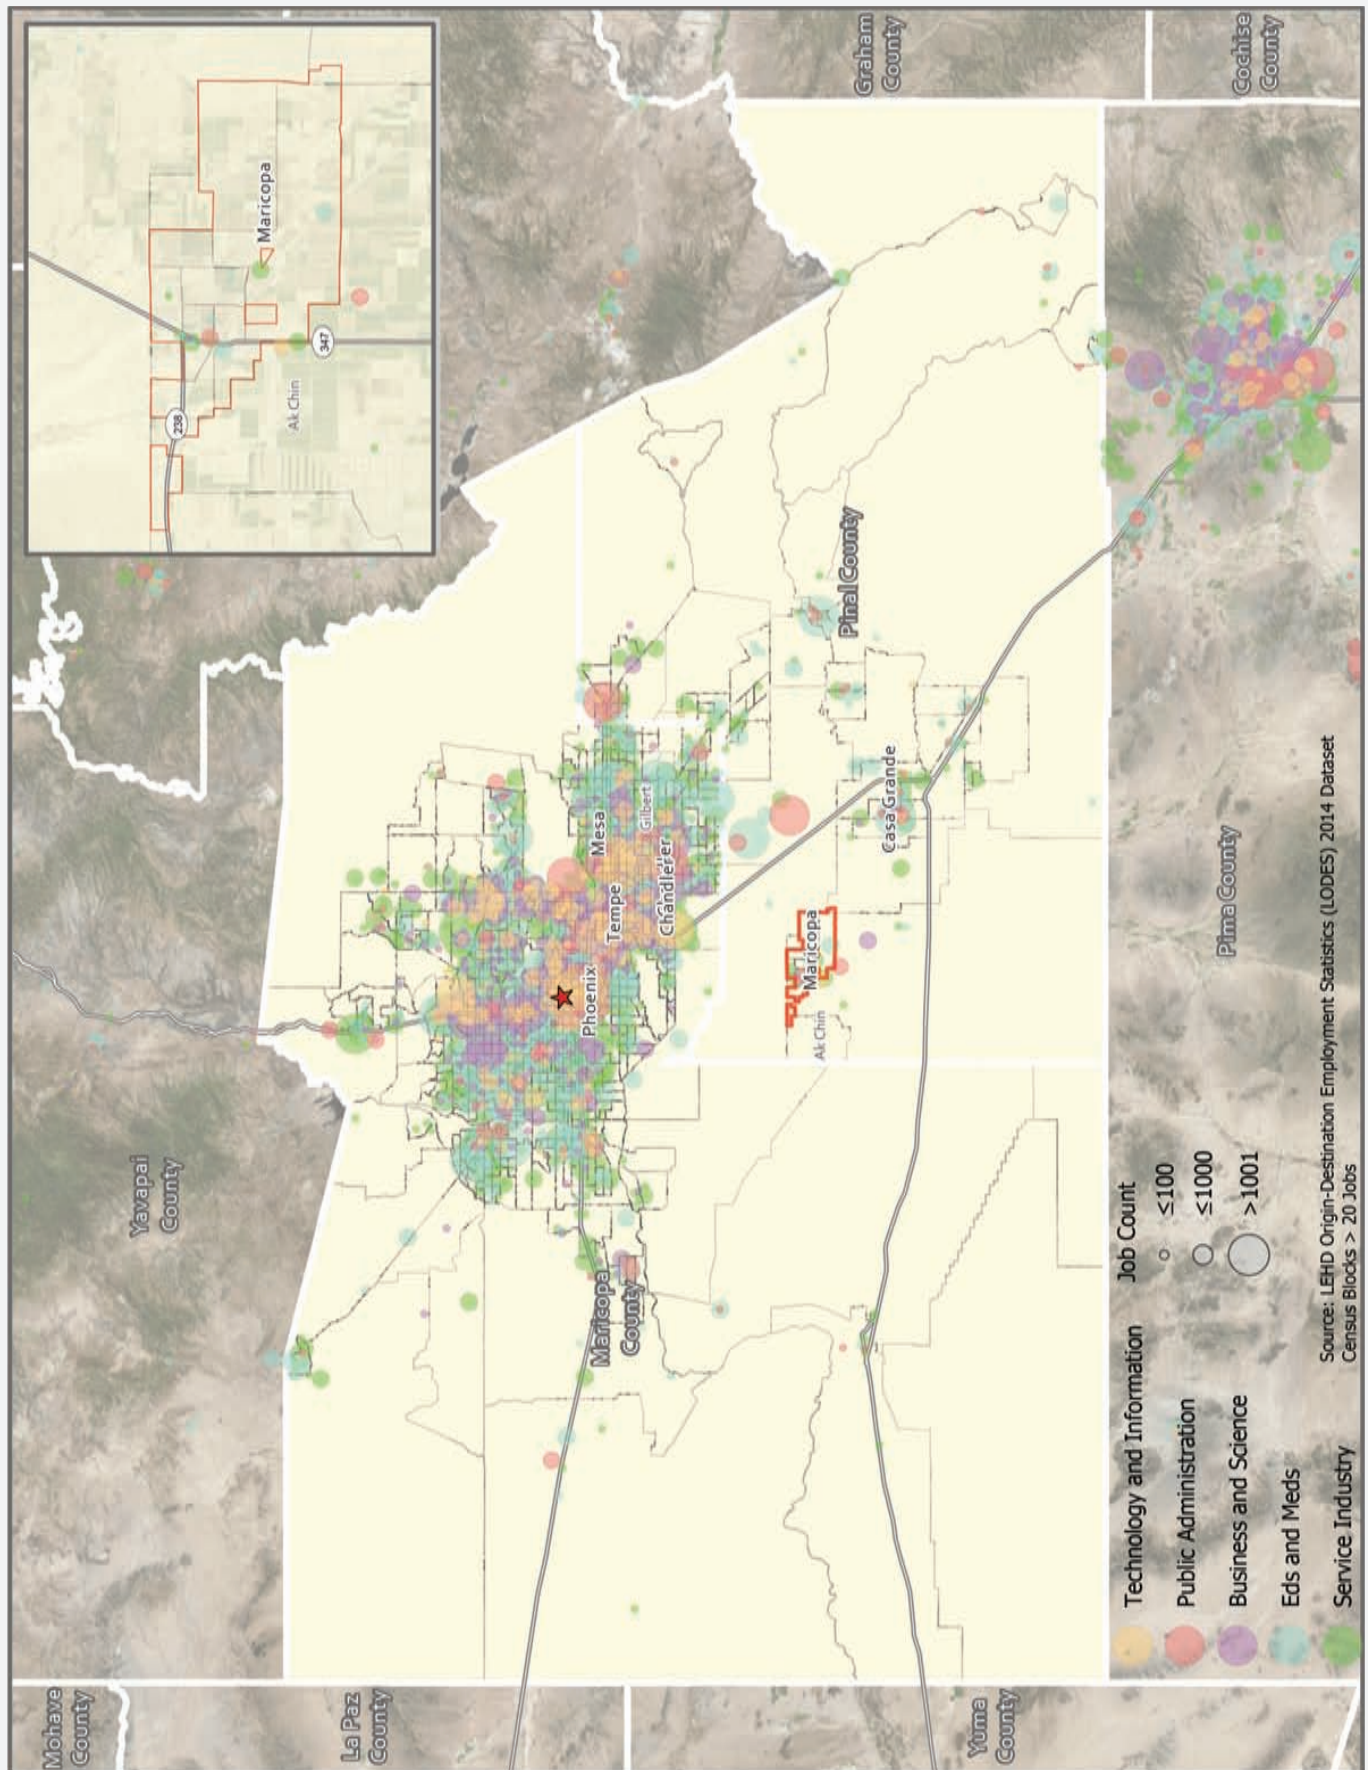 Mohave
County
La Paz
County
Yuma
County
Yavapai
County
Graham
County
Cochise
County
Maricopa
County
Pinal County
Pima County
Phoenix
Tempe
Mesa
Gilbert
Chandler
Casa Grande
Maricopa
Ak Chin
Maricopa
Ak Chin
238
347
Technology and Information
Public Administration
Business and Science
Eds and Meds
Service Industry
Job Count
≤100
≤1000
>1001
Source: LEHD Origin-Destination Employment Statistics (LODES) 2014 Dataset
Census Blocks > 20 Jobs